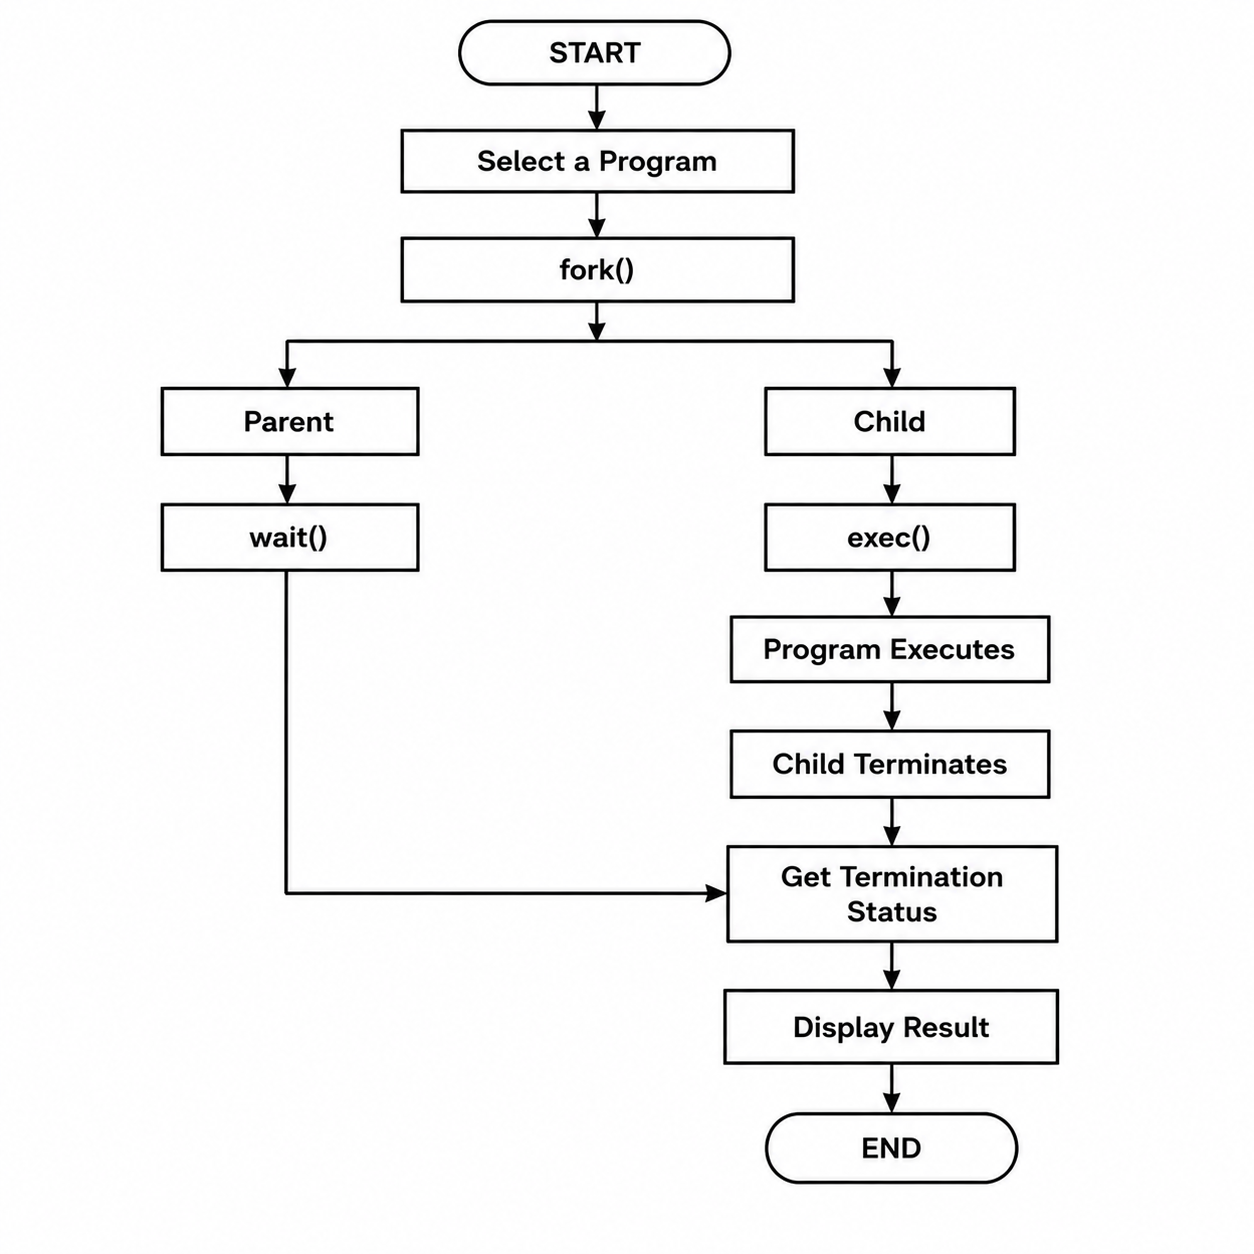 START
Select a Program
fork()
Parent
Child
wait()
exec()
Program Executes
Child Terminates
Get Termination
Status
Display Result
END